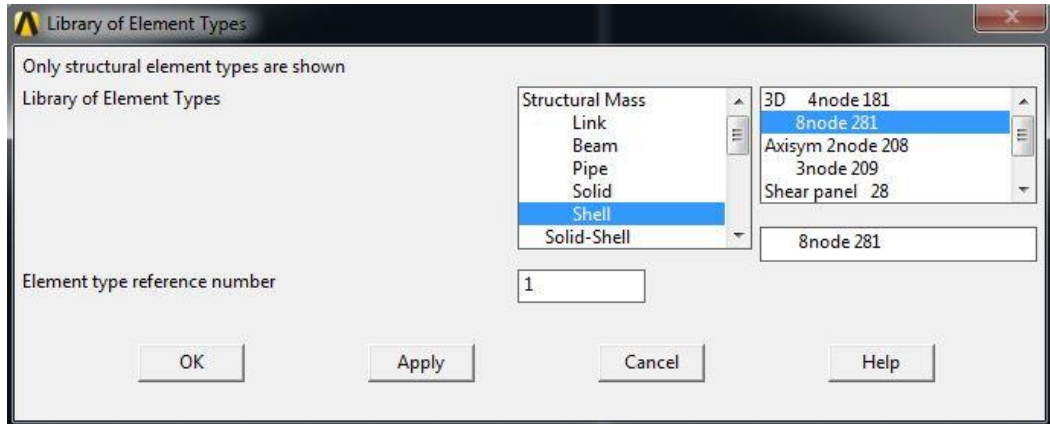 Library of Element Types
Only structural element types are shown
Library of Element Types
Structural Mass
Link
Beam
Pipe
Solid
Shell
Solid-Shell
3D 4node 181
8node 281
Axisym 2node 208
3node 209
Shear panel 28
8node 281
Element type reference number
1
OK
Apply
Cancel
Help